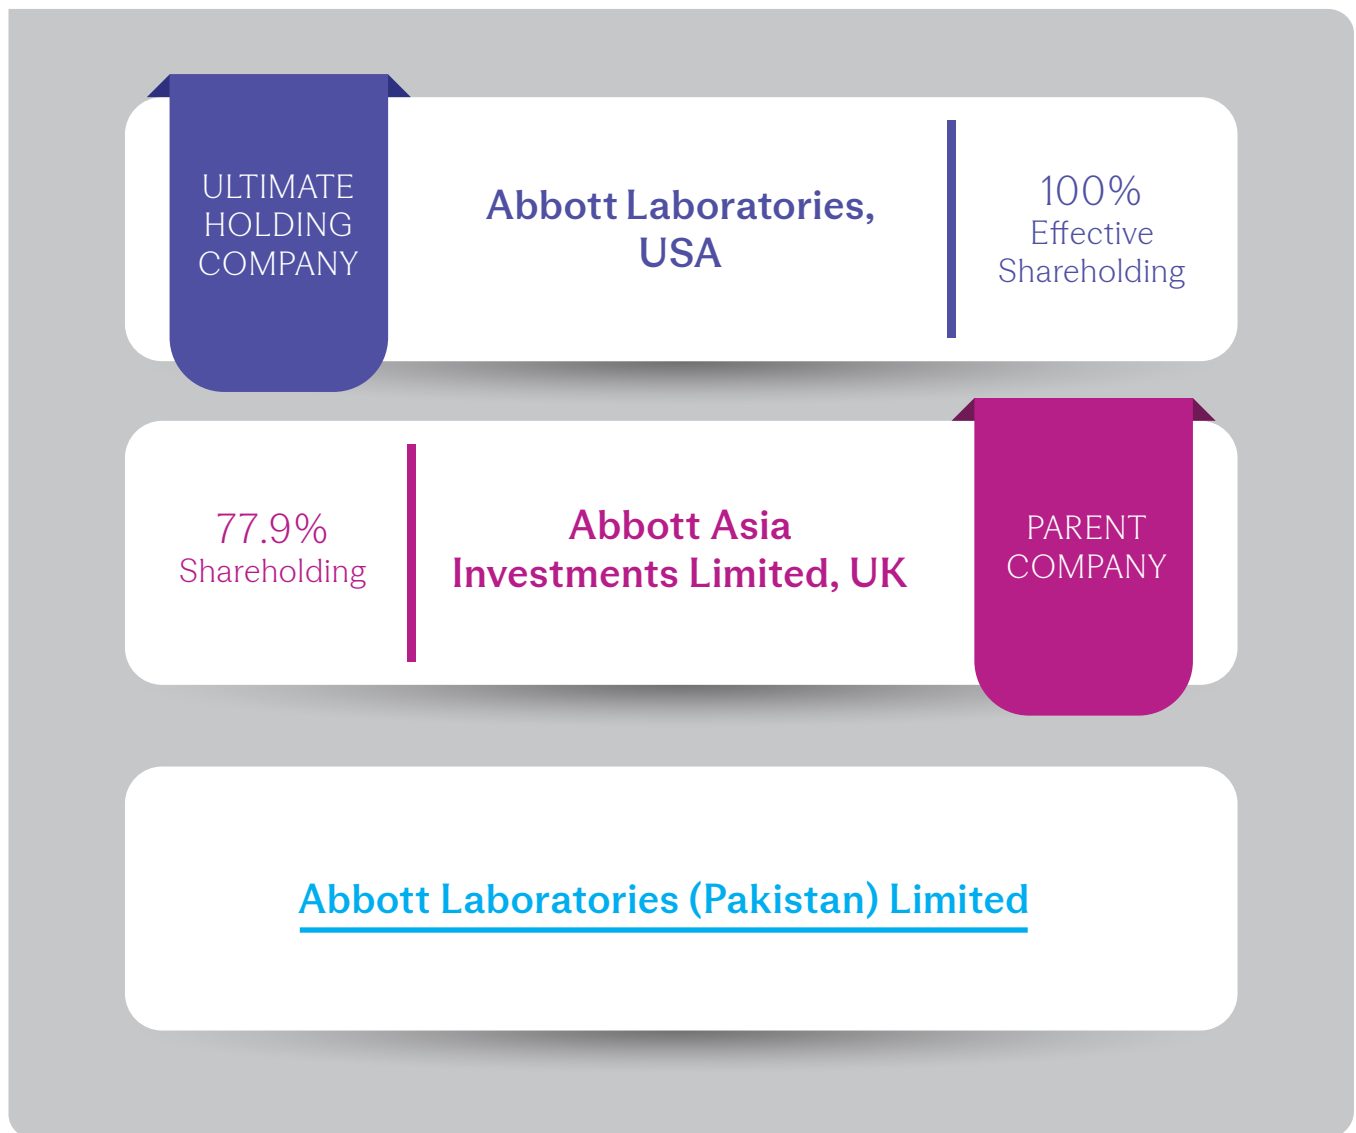 ULTIMATE
HOLDING
COMPANY
Abbott Laboratories,
USA
100%
Effective
Shareholding
77.9%
Shareholding
Abbott Asia
Investments Limited, UK
PARENT
COMPANY
Abbott Laboratories (Pakistan) Limited